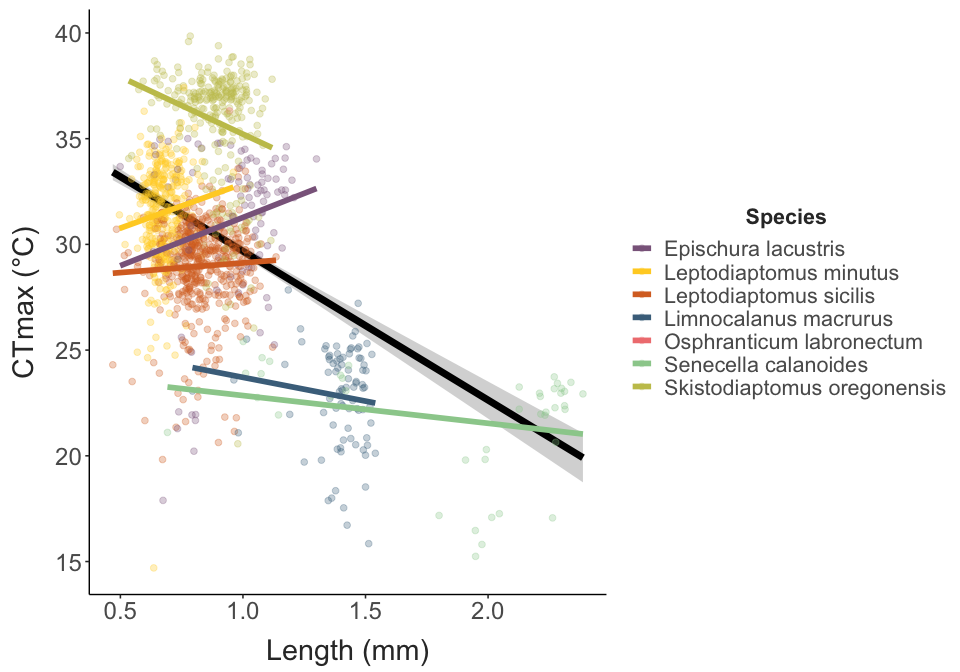 40
35
30
25
20
15
CTmax (°C)
0.5
1.0
1.5
2.0
Length (mm)
Species
Epischura lacustris
Leptodiaptomus minutus
Leptodiaptomus sicilis
Limnocalanus macrurus
Osphranticum labronectum
Senecella calanoides
Skistodiaptomus oregonensis